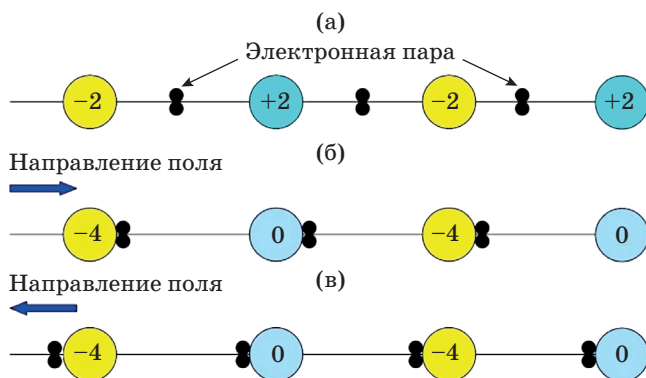 (а)
Электронная пара
−2 +2 −2 +2
(б)
Направление поля
−4 0 −4 0
(в)
Направление поля
−4 0 −4 0